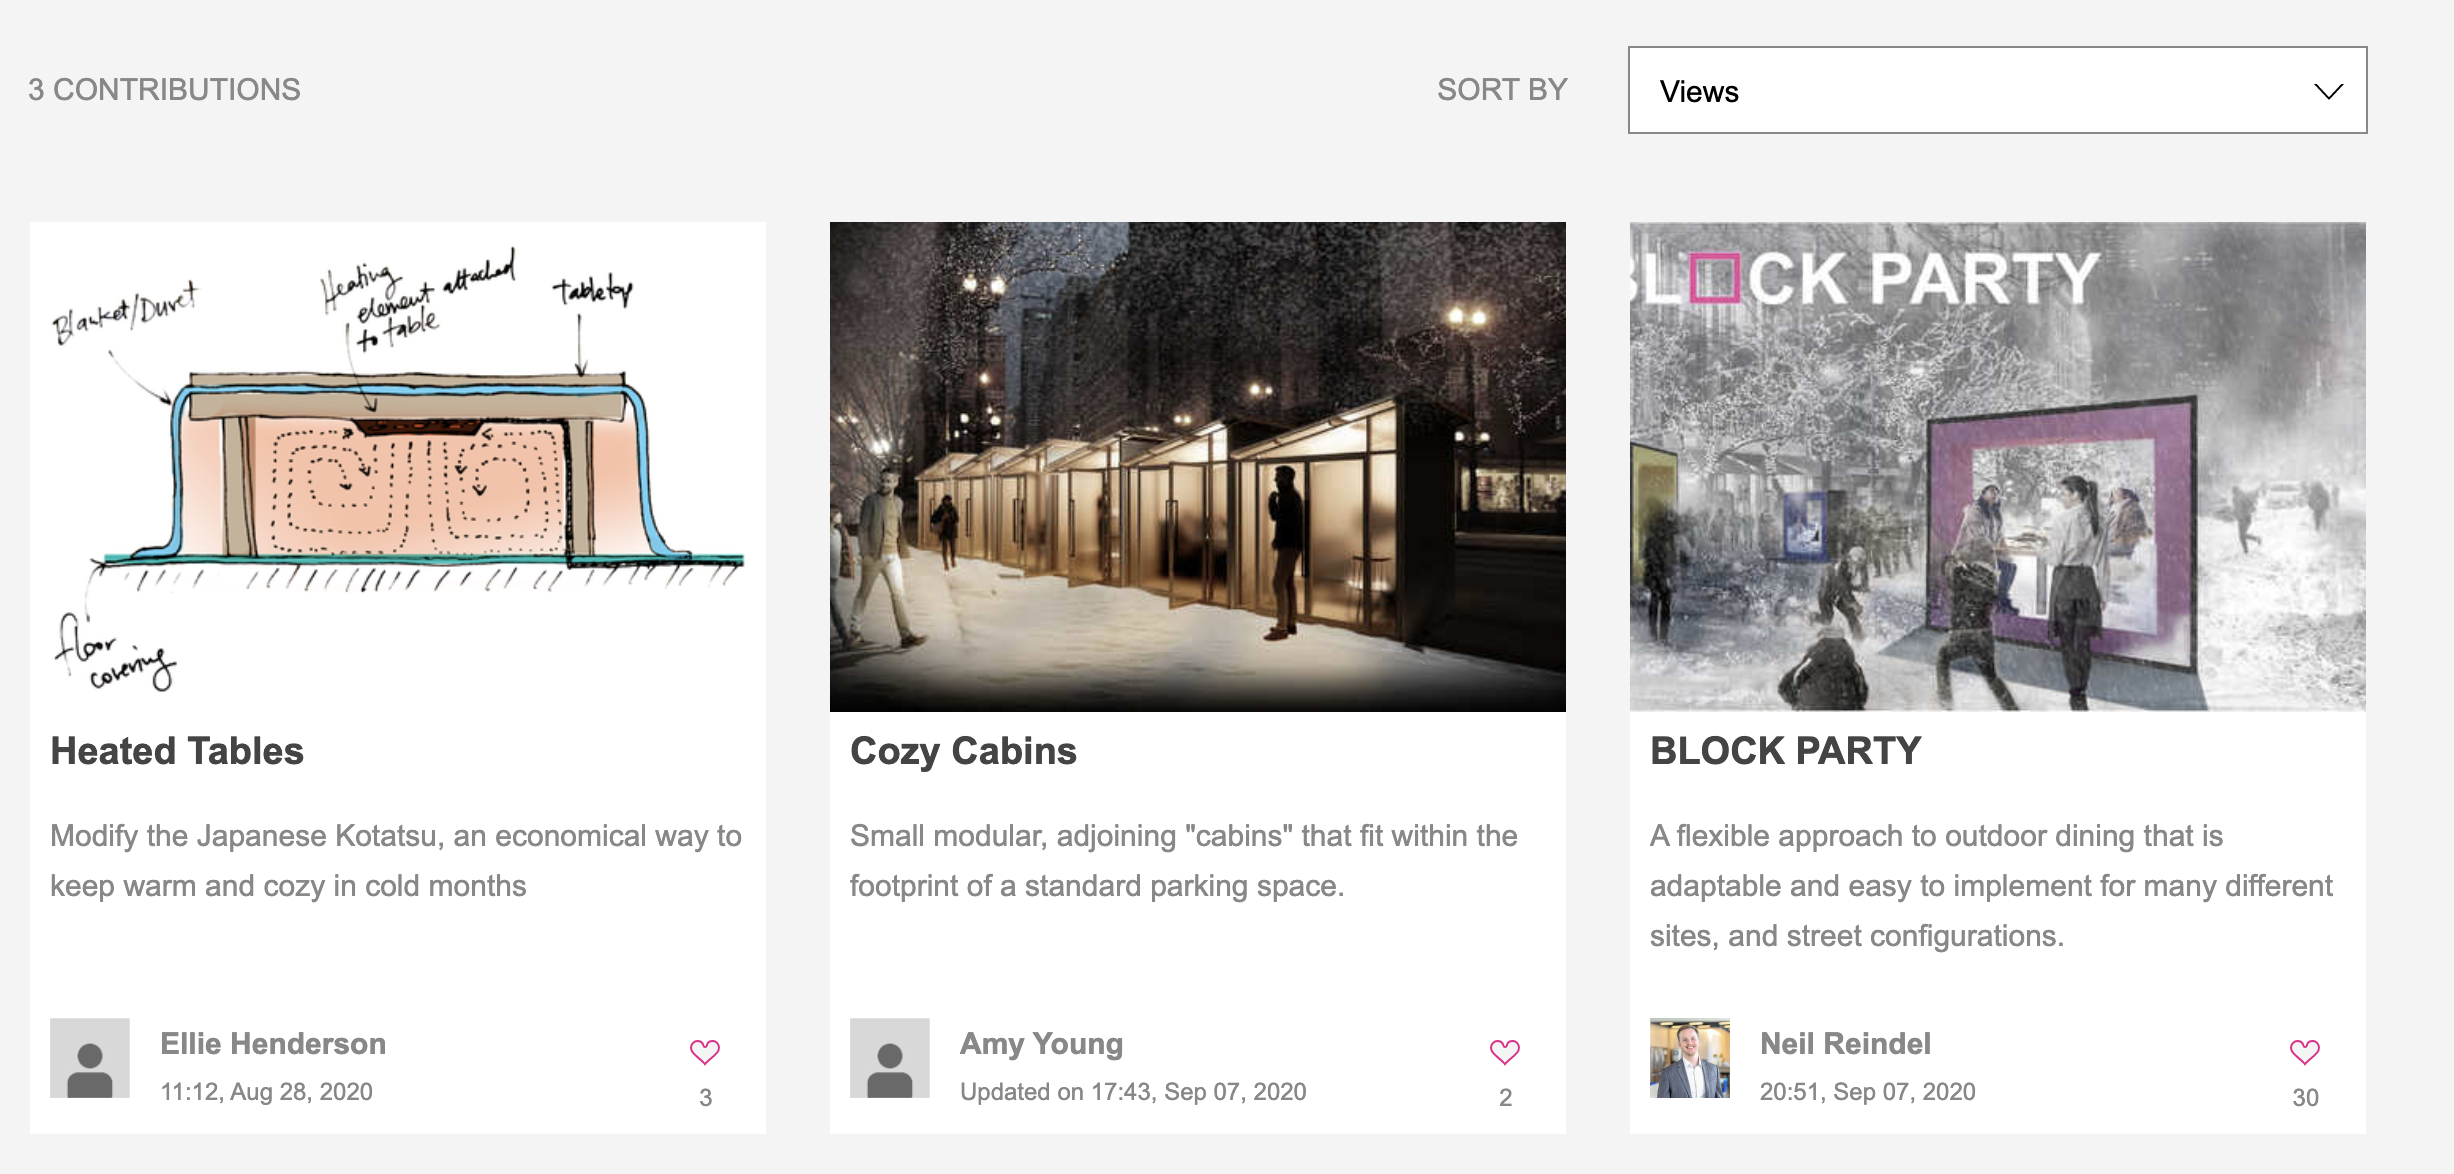 3 CONTRIBUTIONS
SORT BY
Views
Blanket/Duvet
Heating
element attached
to table
tabletop
floor
covering
Heated Tables
Modify the Japanese Kotatsu, an economical way to
keep warm and cozy in cold months
Ellie Henderson
11:12, Aug 28, 2020
3
Cozy Cabins
Small modular, adjoining "cabins" that fit within the
footprint of a standard parking space.
Amy Young
Updated on 17:43, Sep 07, 2020
2
BLOCK PARTY
BLOCK PARTY
A flexible approach to outdoor dining that is
adaptable and easy to implement for many different
sites, and street configurations.
Neil Reindel
20:51, Sep 07, 2020
30